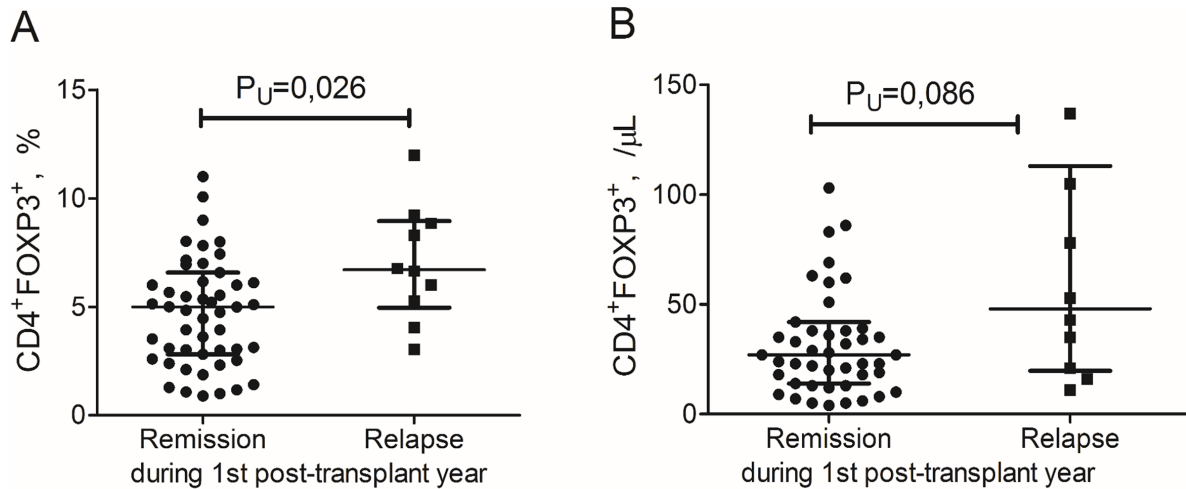 A
CD4⁺FOXP3⁺, %
15
10
5
0
P_U=0,026
Remission
Relapse
during 1st post-transplant year
B
CD4⁺FOXP3⁺, /µL
150
100
50
0
P_U=0,086
Remission
Relapse
during 1st post-transplant year